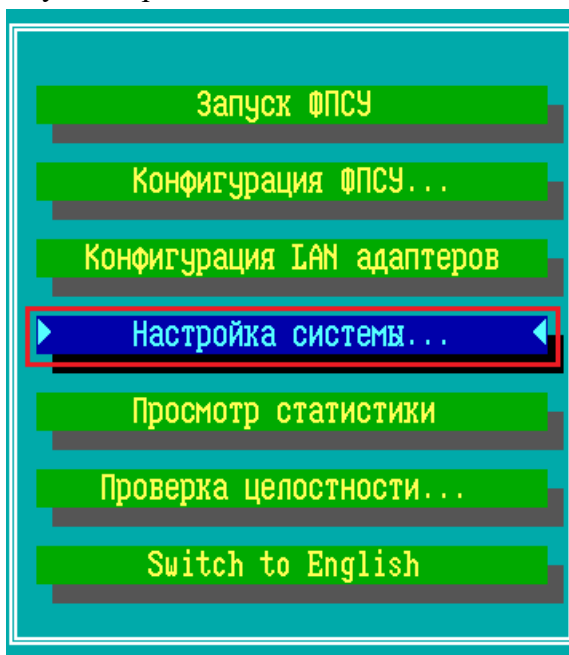 Запуск ФПСУ
Конфигурация ФПСУ...
Конфигурация LAN адаптеров
Настройка системы...
Просмотр статистики
Проверка целостности...
Switch to English